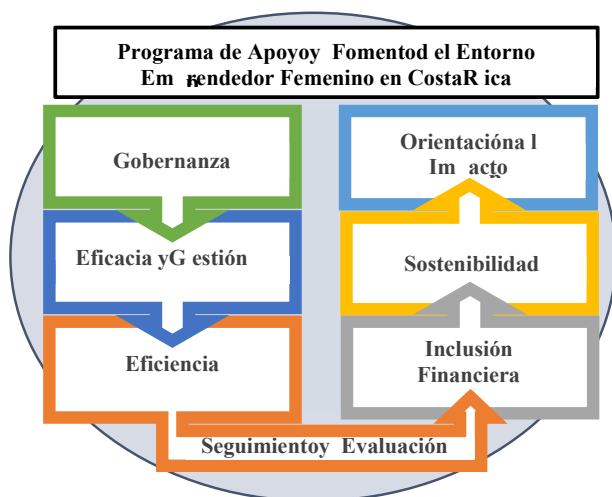 Programa de Apoyoy Fomentod el Entorno
Em rendedor Femenino en CostaR ica
Gobernanza
Eficacia yG estión
Eficiencia
Seguimientoy Evaluación
Inclusión
Financiera
Sostenibilidad
Orientacióna l
Im acto